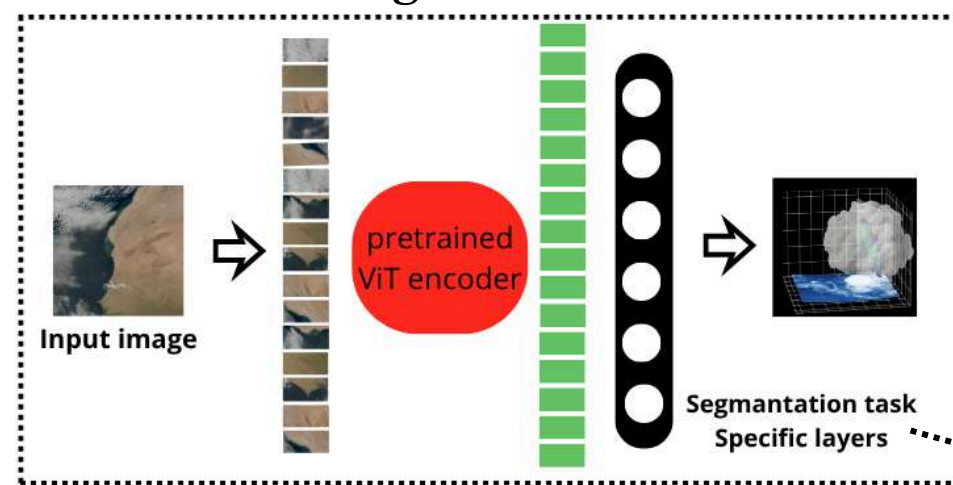 pretrained
ViT encoder
Input image
Segmantation task
Specific layers